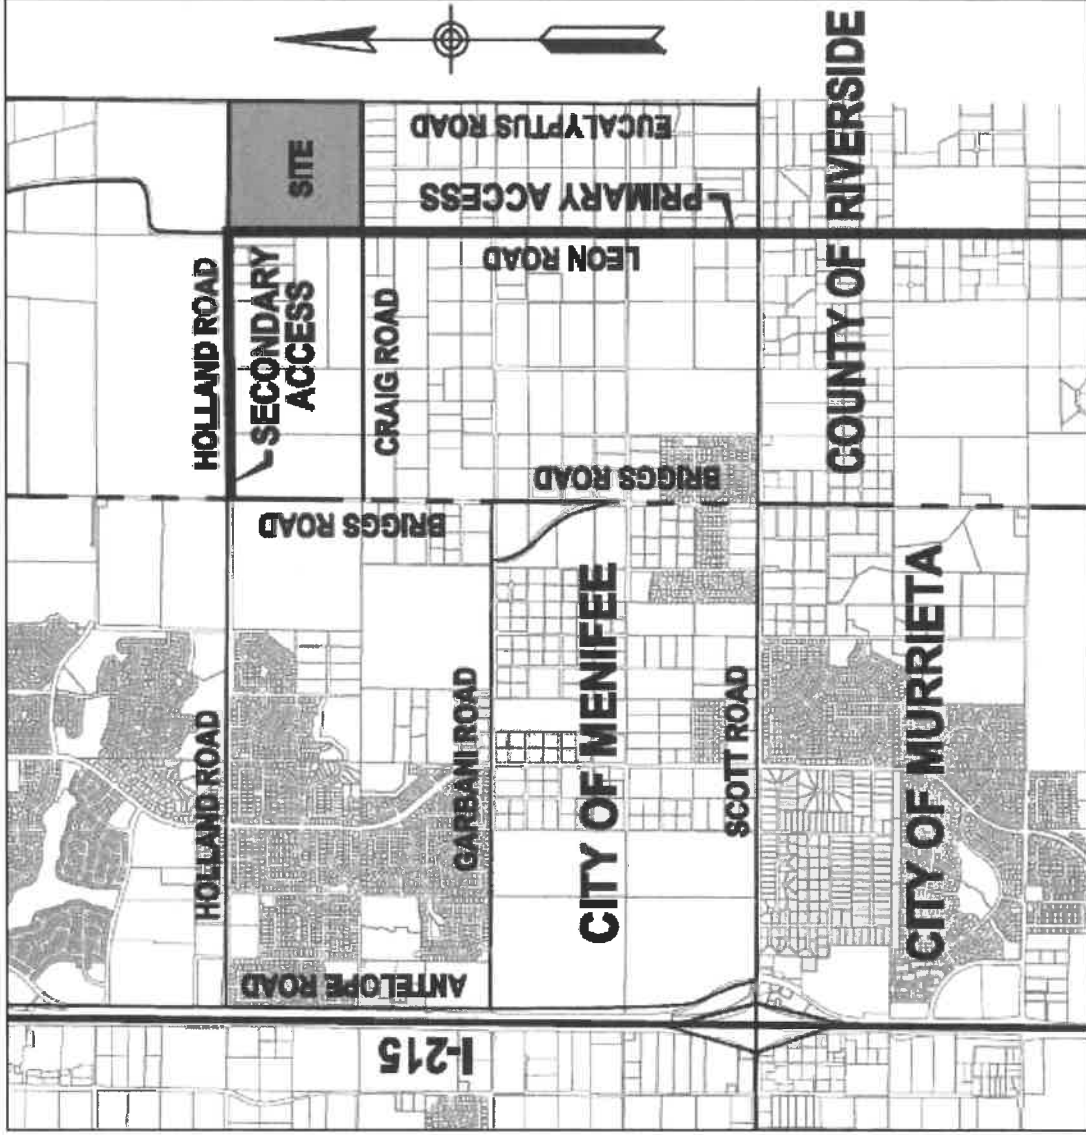 HOLLAND ROAD
SECONDARY
ACCESS
SITE
EUCALYPTUS ROAD
PRIMARY ACCESS
LEON ROAD
CRAIG ROAD
BRIGGS ROAD
BRIGGS ROAD
COUNTY OF RIVERSIDE
HOLLAND ROAD
GARBANI ROAD
CITY OF MENIFEE
SCOTT ROAD
CITY OF MURRIETA
ANTELOPE ROAD
I-215